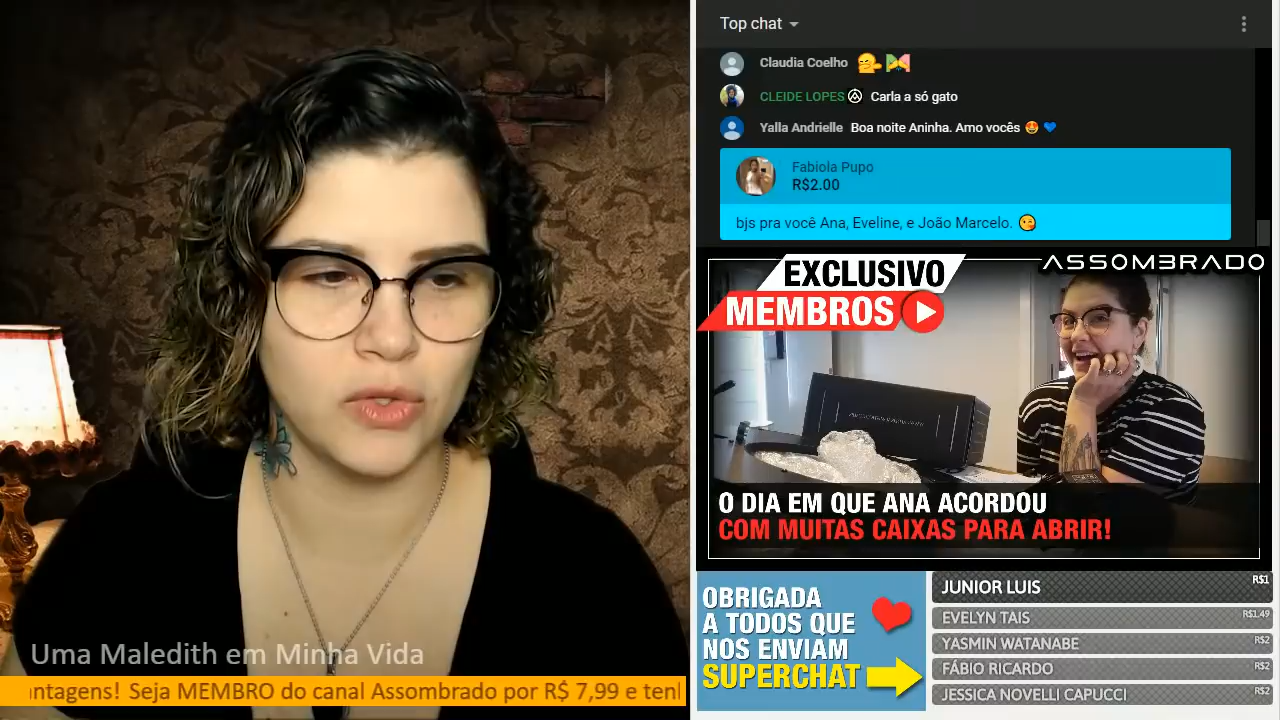 Top chat
Claudia Coelho
CLEIDE LOPES Carla a só gato
Yalla Andrielle Boa noite Aninha. Amo vocês
Fabiola Pupo
R$2.00
bjs pra você Ana, Eveline, e João Marcelo.
EXCLUSIVO
MEMBROS
ASSOMBRADO
O DIA EM QUE ANA ACORDOU
COM MUITAS CAIXAS PARA ABRIR!
OBRIGADA
A TODOS QUE
NOS ENVIAM
SUPERCHAT
JUNIOR LUIS R$1
EVELYN TAIS R$1,49
YASMIN WATANABE R$2
FÁBIO RICARDO R$2
JESSICA NOVELLI CAPUCCI R$2
Uma Maledith em Minha Vida
ntagens! Seja MEMBRO do canal Assombrado por R$ 7,99 e ten